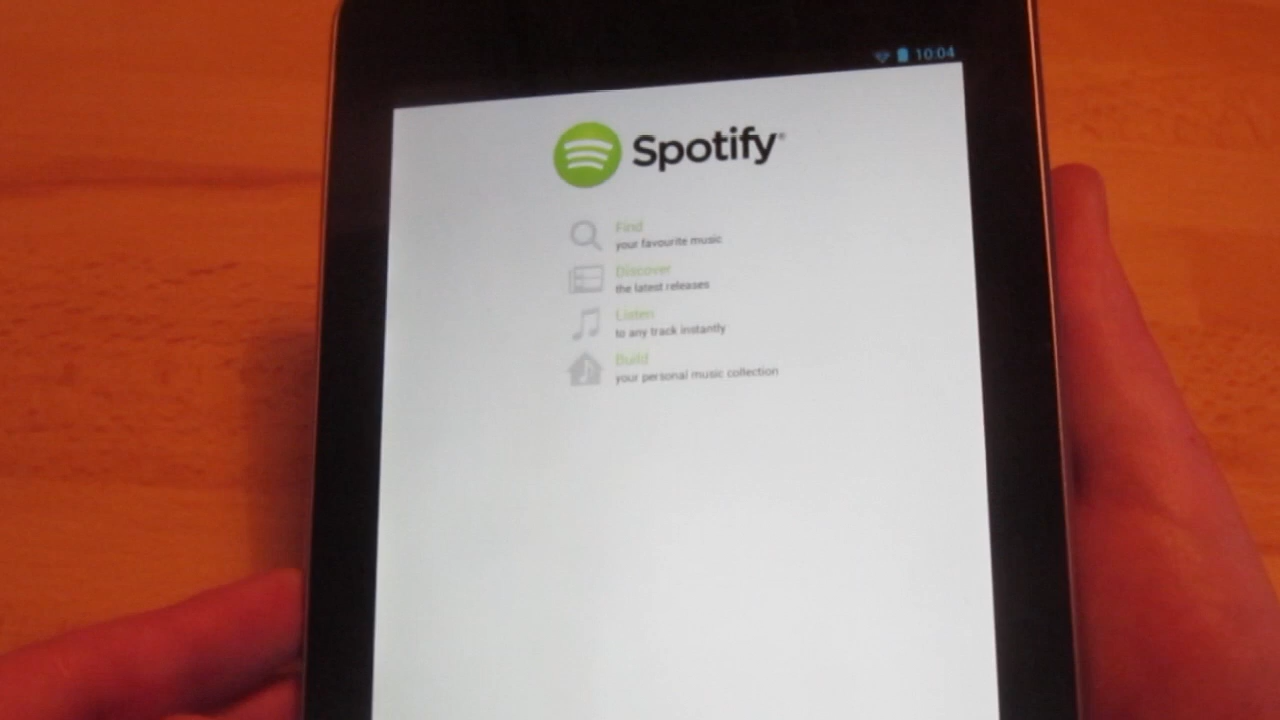 10:04
Spotify®
Find
your favourite music
Discover
the latest releases
Listen
to any track instantly
Build
your personal music collection